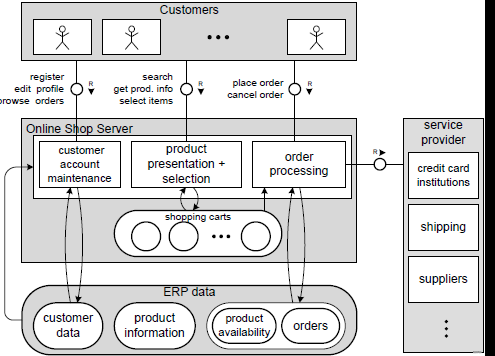 Customers
register
edit profile
browse orders
R
search
get prod. info
select items
R
place order
cancel order
R
Online Shop Server
customer
account
maintenance
product
presentation +
selection
order
processing
R
service
provider
credit card
institutions
shipping
suppliers
shopping carts
ERP data
customer
data
product
information
product
availability
orders